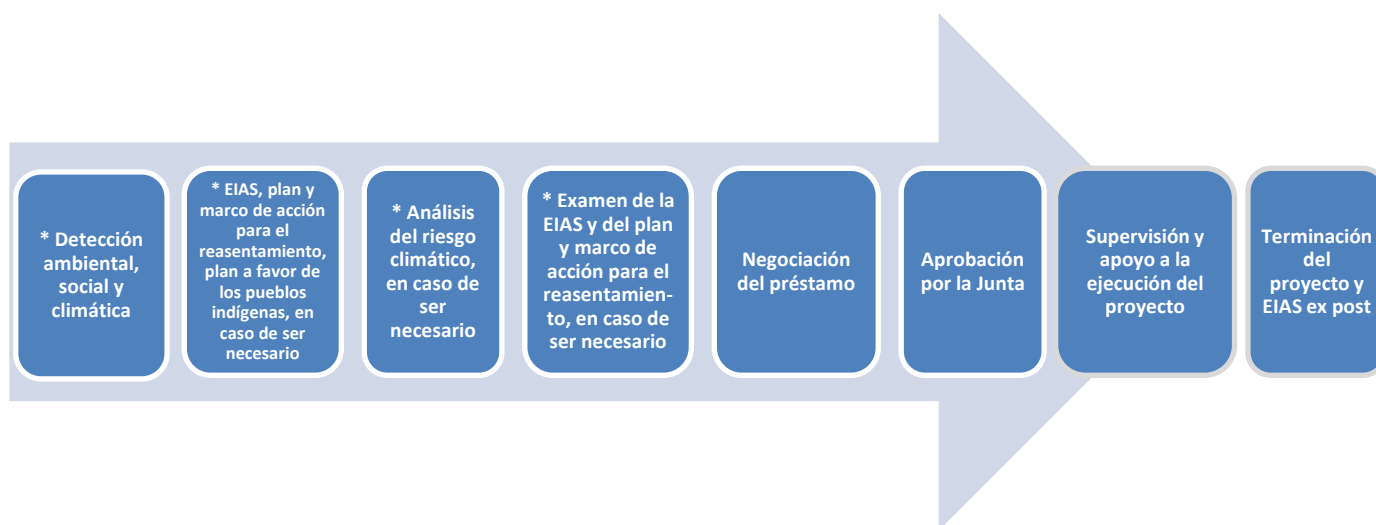 * Detección
ambiental,
social y
climática
* EIAS, plan y
marco de acción
para el
reasentamiento,
plan a favor de
los pueblos
indígenas, en
caso de ser
necesario
* Análisis
del riesgo
climático,
en caso de
ser
necesario
* Examen de la
EIAS y del plan
y marco de
acción para el
reasentamien-
to, en caso de
ser necesario
Negociación
del préstamo
Aprobación
por la Junta
Supervisión y
apoyo a la
ejecución del
proyecto
Terminación
del
proyecto y
EIAS ex post